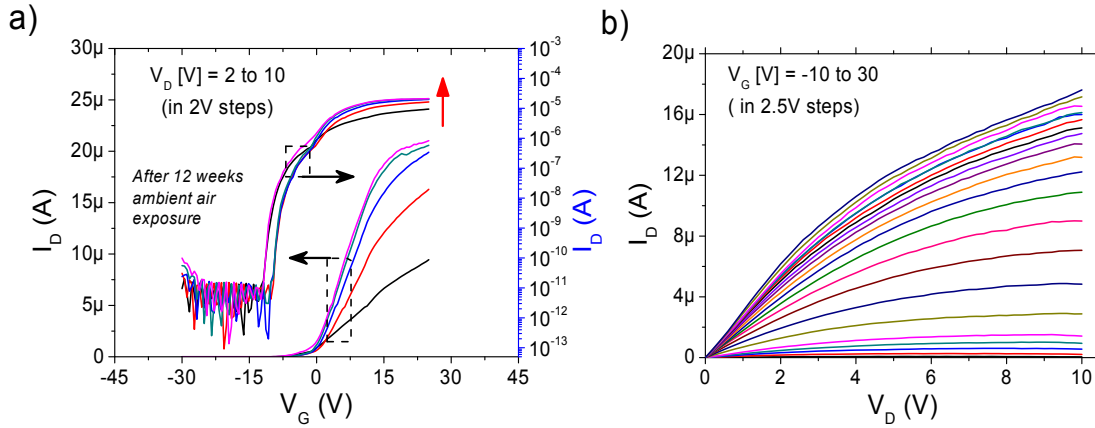 a)
V_D [V] = 2 to 10
(in 2V steps)
After 12 weeks
ambient air
exposure
30µ
25µ
20µ
15µ
10µ
5µ
0
I_D (A)
-45 -30 -15 0 15 30 45
V_G (V)
10^-3
10^-4
10^-5
10^-6
10^-7
10^-8
10^-9
10^-10
10^-11
10^-12
10^-13
I_D (A)
b)
V_G [V] = -10 to 30
( in 2.5V steps)
20µ
16µ
12µ
8µ
4µ
0
I_D (A)
0 2 4 6 8 10
V_D (V)